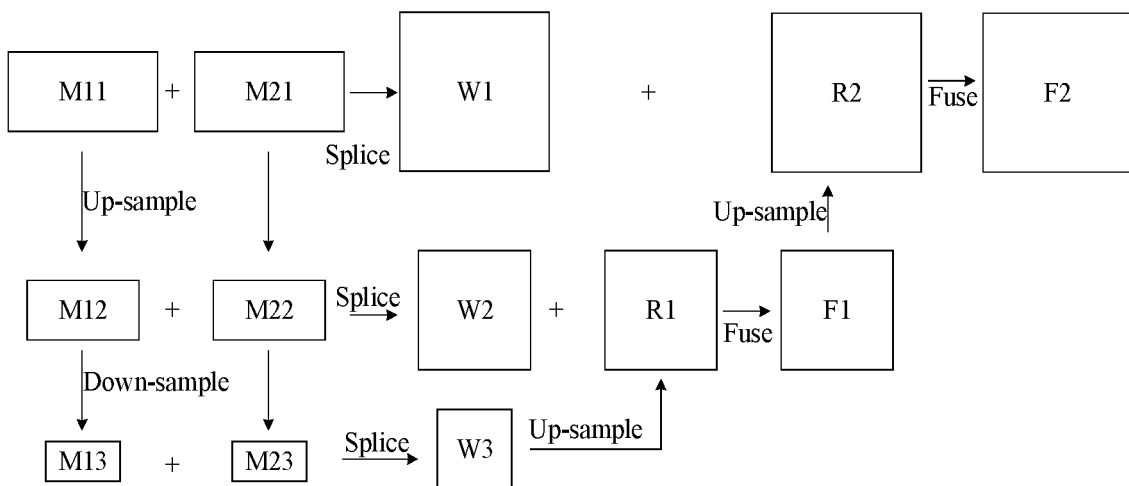 M11 + M21 W1 + R2 Fuse F2
Splice
Up-sample Up-sample
M12 + M22 Splice W2 + R1 Fuse F1
Down-sample
M13 + M23 Splice W3 Up-sample